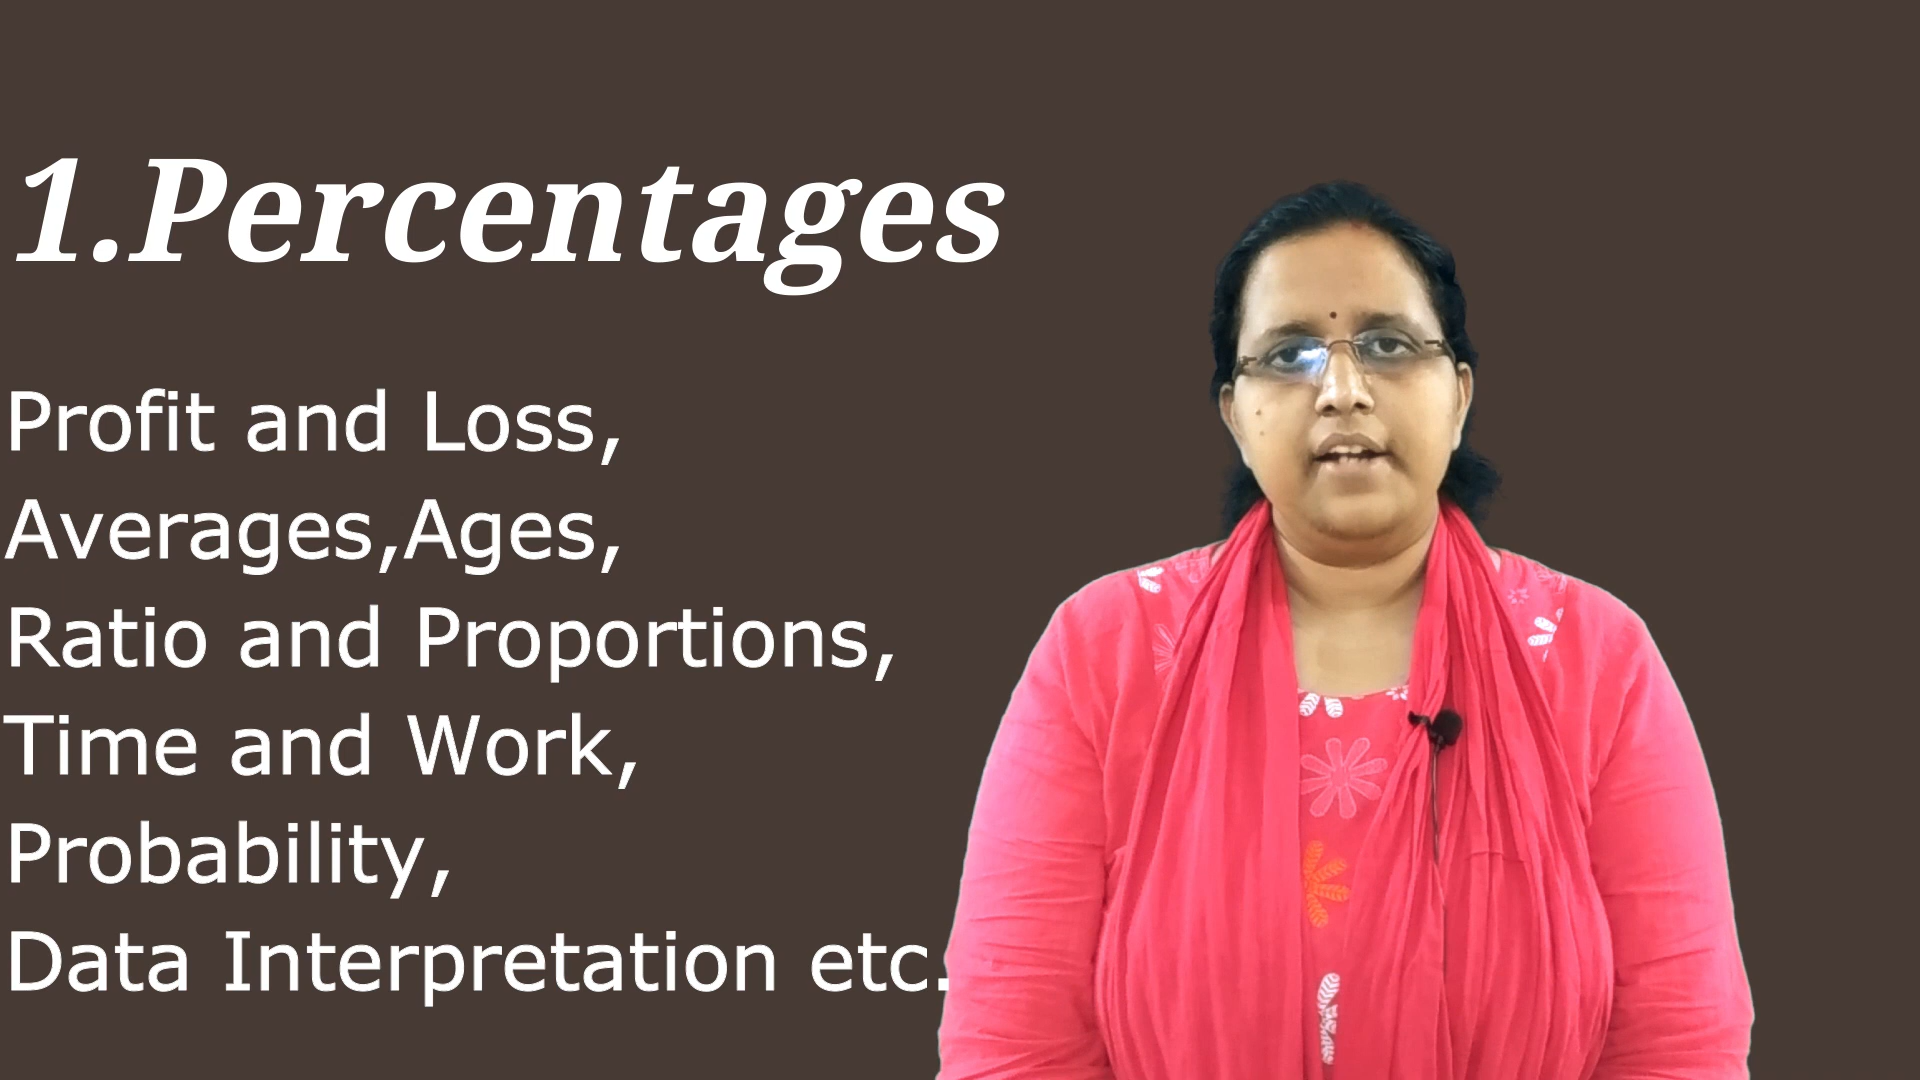 1.Percentages
Profit and Loss,
Averages,Ages,
Ratio and Proportions,
Time and Work,
Probability,
Data Interpretation etc.